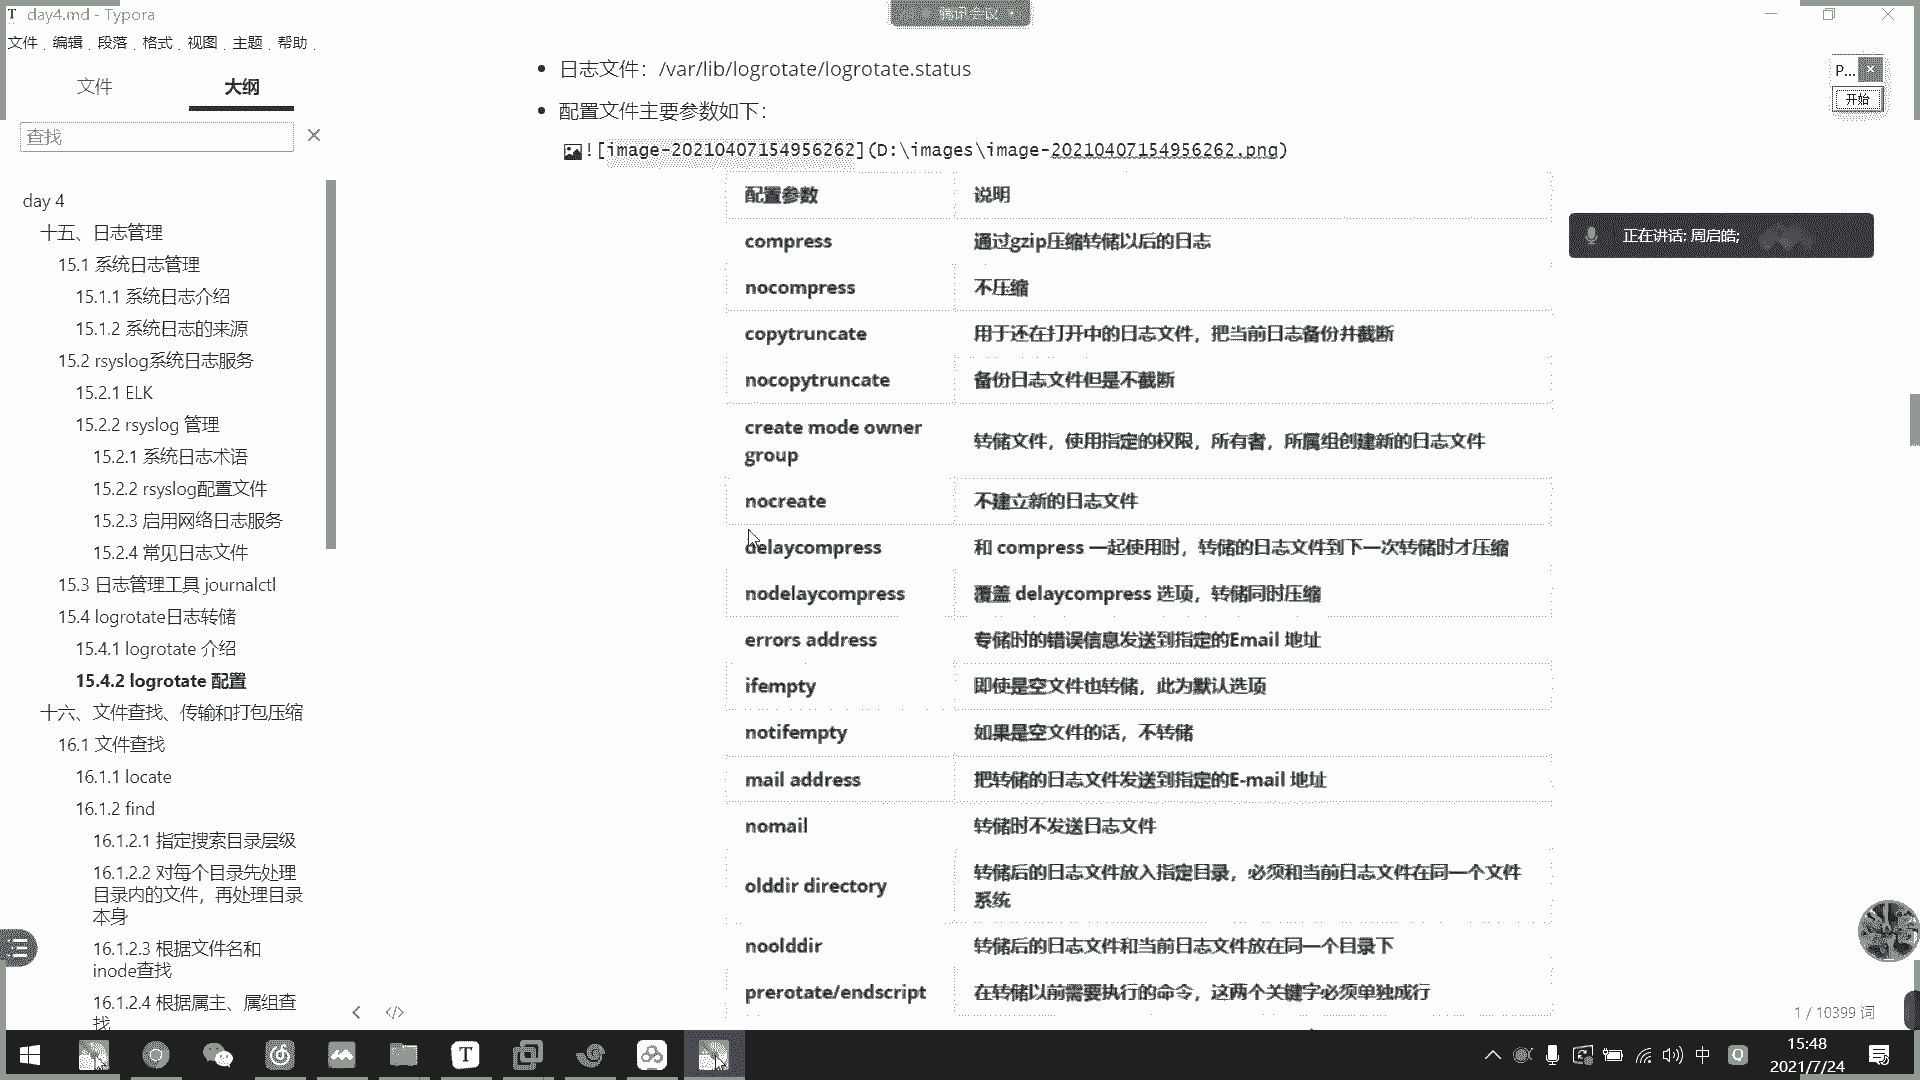 day4.md - Typora
腾讯会议
文件 编辑 段落 格式 视图 主题 帮助
文件 大纲
查找
day 4
十五、日志管理
15.1 系统日志管理
15.1.1 系统日志介绍
15.1.2 系统日志的来源
15.2 rsyslog系统日志服务
15.2.1 ELK
15.2.2 rsyslog 管理
15.2.1 系统日志术语
15.2.2 rsyslog配置文件
15.2.3 启用网络日志服务
15.2.4 常见日志文件
15.3 日志管理工具 journalctl
15.4 logrotate日志转储
15.4.1 logrotate 介绍
15.4.2 logrotate 配置
十六、文件查找、传输和打包压缩
16.1 文件查找
16.1.1 locate
16.1.2 find
16.1.2.1 指定搜索目录层级
16.1.2.2 对每个目录先处理
目录内的文件，再处理目录
本身
16.1.2.3 根据文件名和
inode查找
16.1.2.4 根据属主、属组查
找
日志文件：/var/lib/logrotate/logrotate.status
配置文件主要参数如下：
![image-20210407154956262](D:\images\image-20210407154956262.png)
配置参数 说明
compress 通过gzip压缩转储以后的日志
nocompress 不压缩
copytruncate 用于还在打开中的日志文件，把当前日志备份并截断
nocopytruncate 备份日志文件但是不截断
create mode owner
group 转储文件，使用指定的权限，所有者，所属组创建新的日志文件
nocreate 不建立新的日志文件
delaycompress 和 compress 一起使用时，转储的日志文件到下一次转储时才压缩
nodelaycompress 覆盖 delaycompress 选项，转储同时压缩
errors address 专储时的错误信息发送到指定的Email 地址
ifempty 即使是空文件也转储，此为默认选项
notifempty 如果是空文件的话，不转储
mail address 把转储的日志文件发送到指定的E-mail 地址
nomail 转储时不发送日志文件
olddir directory 转储后的日志文件放入指定目录，必须和当前日志文件在同一个文件
系统
noolddir 转储后的日志文件和当前日志文件放在同一个目录下
prerotate/endscript 在转储以前需要执行的命令，这两个关键字必须单独成行
P...
开始
正在讲话: 周启皓;
1 / 10399 词
中
15:48
2021/7/24